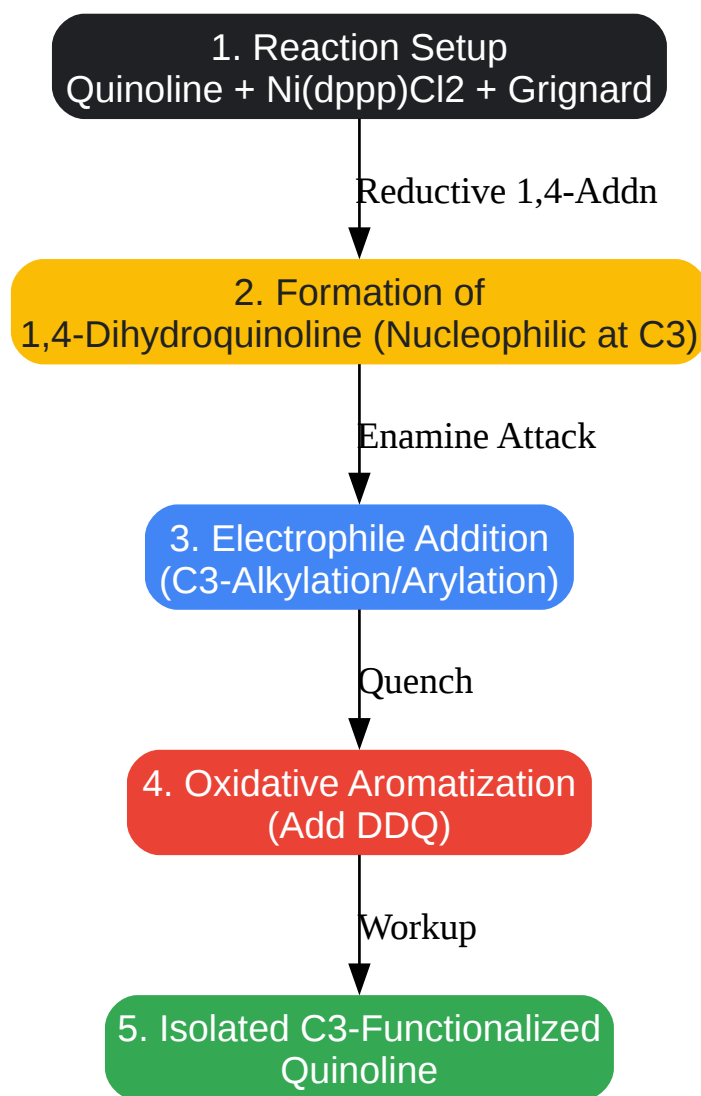 1. Reaction Setup
Quinoline + Ni(dppp)Cl2 + Grignard
Reductive 1,4-Addn
2. Formation of
1,4-Dihydroquinoline (Nucleophilic at C3)
Enamine Attack
3. Electrophile Addition
(C3-Alkylation/Arylation)
Quench
4. Oxidative Aromatization
(Add DDQ)
Workup
5. Isolated C3-Functionalized
Quinoline